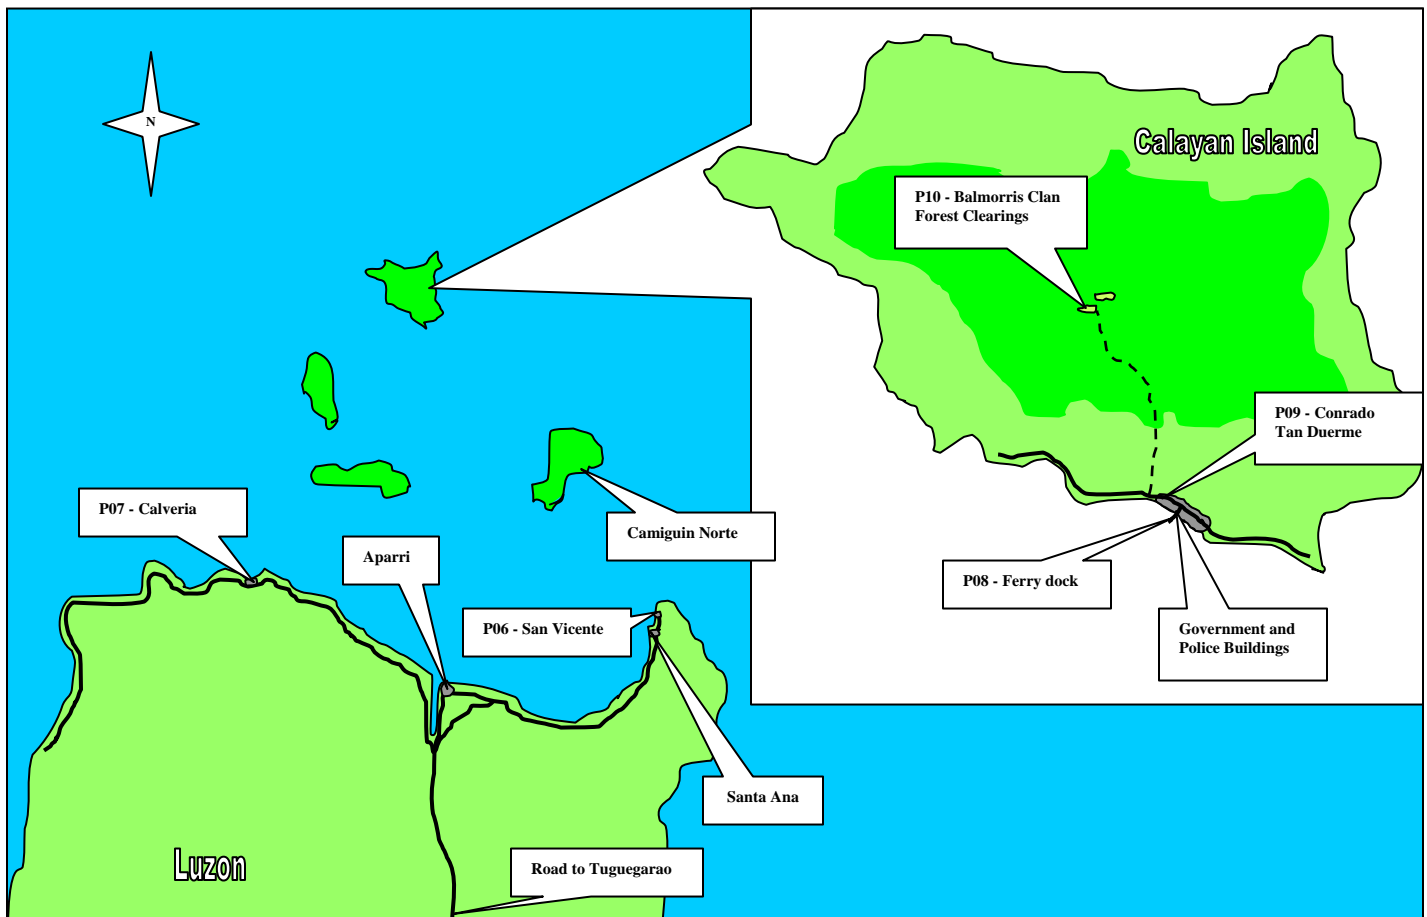 N
Calayan Island
P10 - Balmorris Clan
Forest Clearings
P09 - Conrado
Tan Duerme
P07 - Calveria
Camiguin Norte
Aparri
P08 - Ferry dock
P06 - San Vicente
Government and
Police Buildings
Santa Ana
Luzon
Road to Tuguegarao